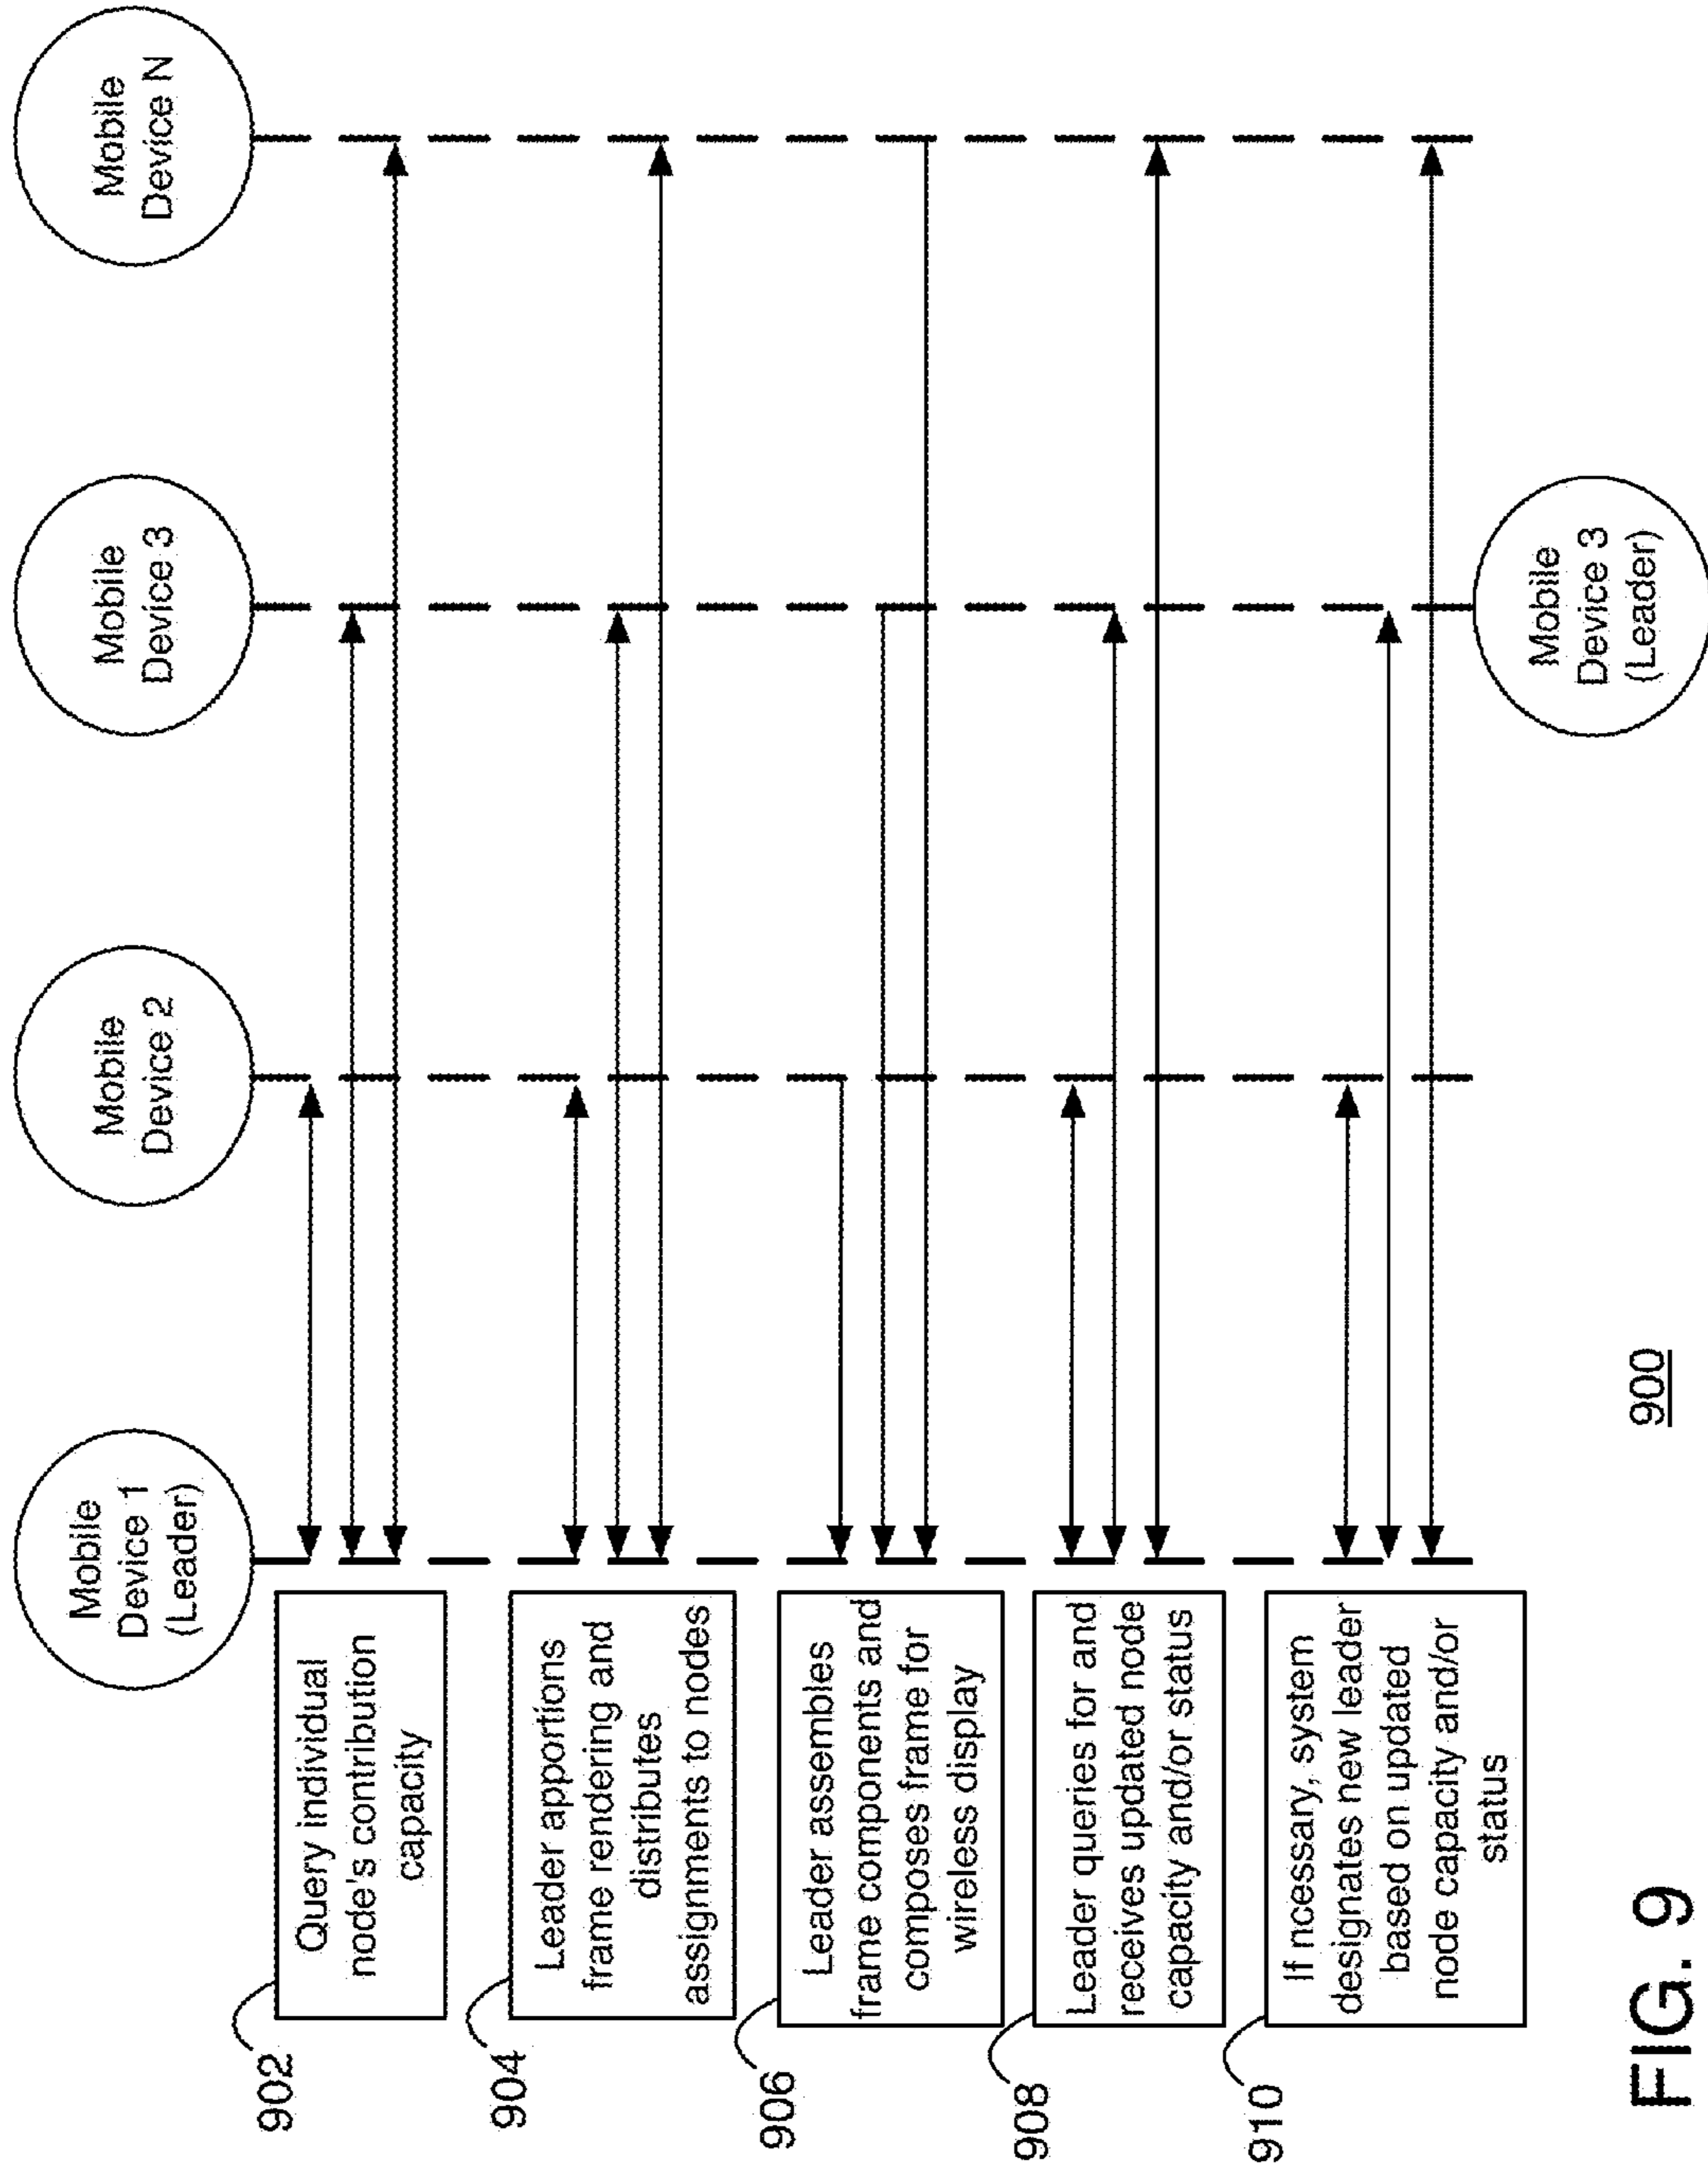 Mobile
Device 1
(Leader)
Mobile
Device 2
Mobile
Device 3
Mobile
Device N
902
Query individual
node's contribution
capacity
904
Leader apportions
frame rendering and
distributes
assignments to nodes
906
Leader assembles
frame components and
composes frame for
wireless display
908
Leader queries for and
receives updated node
capacity and/or status
910
If ncessary, system
designates new leader
based on updated
node capacity and/or
status
Mobile
Device 3
(Leader)
900
FIG. 9